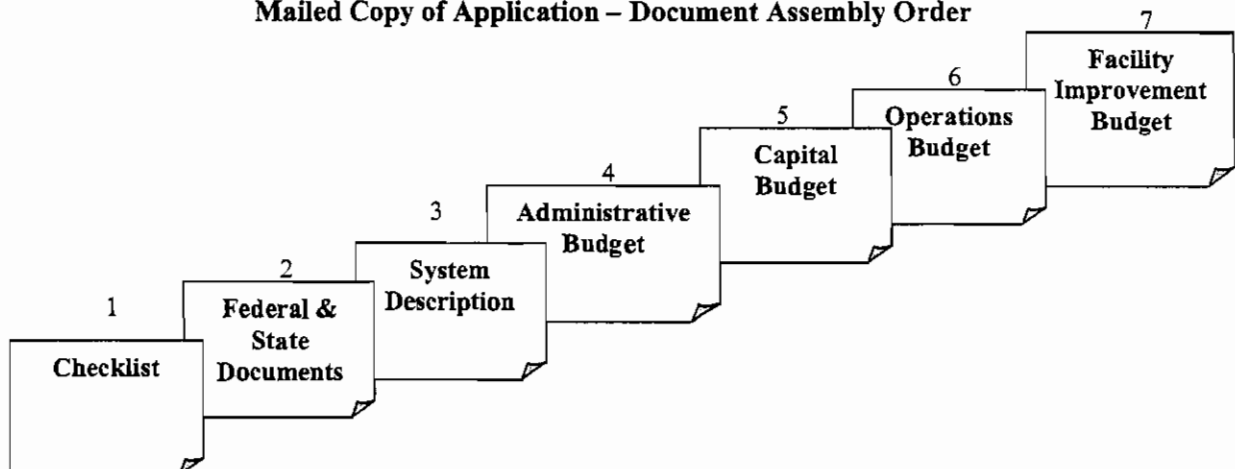 Mailed Copy of Application – Document Assembly Order
1
Checklist
2
Federal &
State
Documents
3
System
Description
4
Administrative
Budget
5
Capital
Budget
6
Operations
Budget
7
Facility
Improvement
Budget